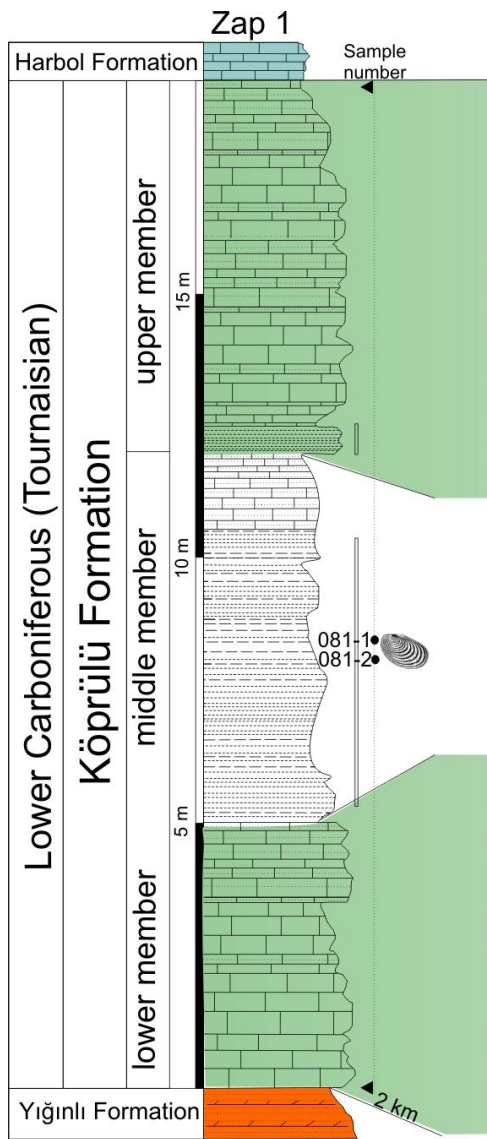 Zap 1
Harbol Formation
Sample
number
Lower Carboniferous (Tournaisian)
Köprülü Formation
upper member
15 m
middle member
10 m
081-1
081-2
5 m
lower member
2 km
Yığınlı Formation